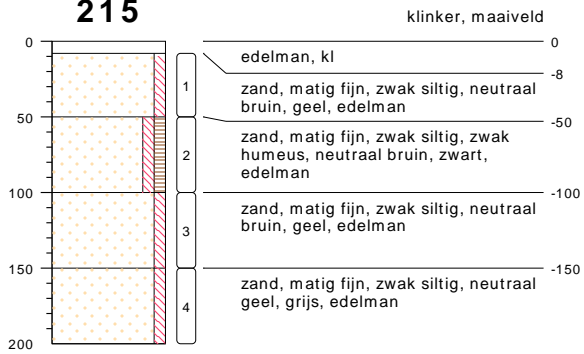 215
klinker, maaiveld
0
0
edelman, kl
-8
1
zand, matig fijn, zwak siltig, neutraal
bruin, geel, edelman
50
-50
2
zand, matig fijn, zwak siltig, zwak
humeus, neutraal bruin, zwart,
edelman
100
-100
3
zand, matig fijn, zwak siltig, neutraal
bruin, geel, edelman
150
-150
4
zand, matig fijn, zwak siltig, neutraal
geel, grijs, edelman
200